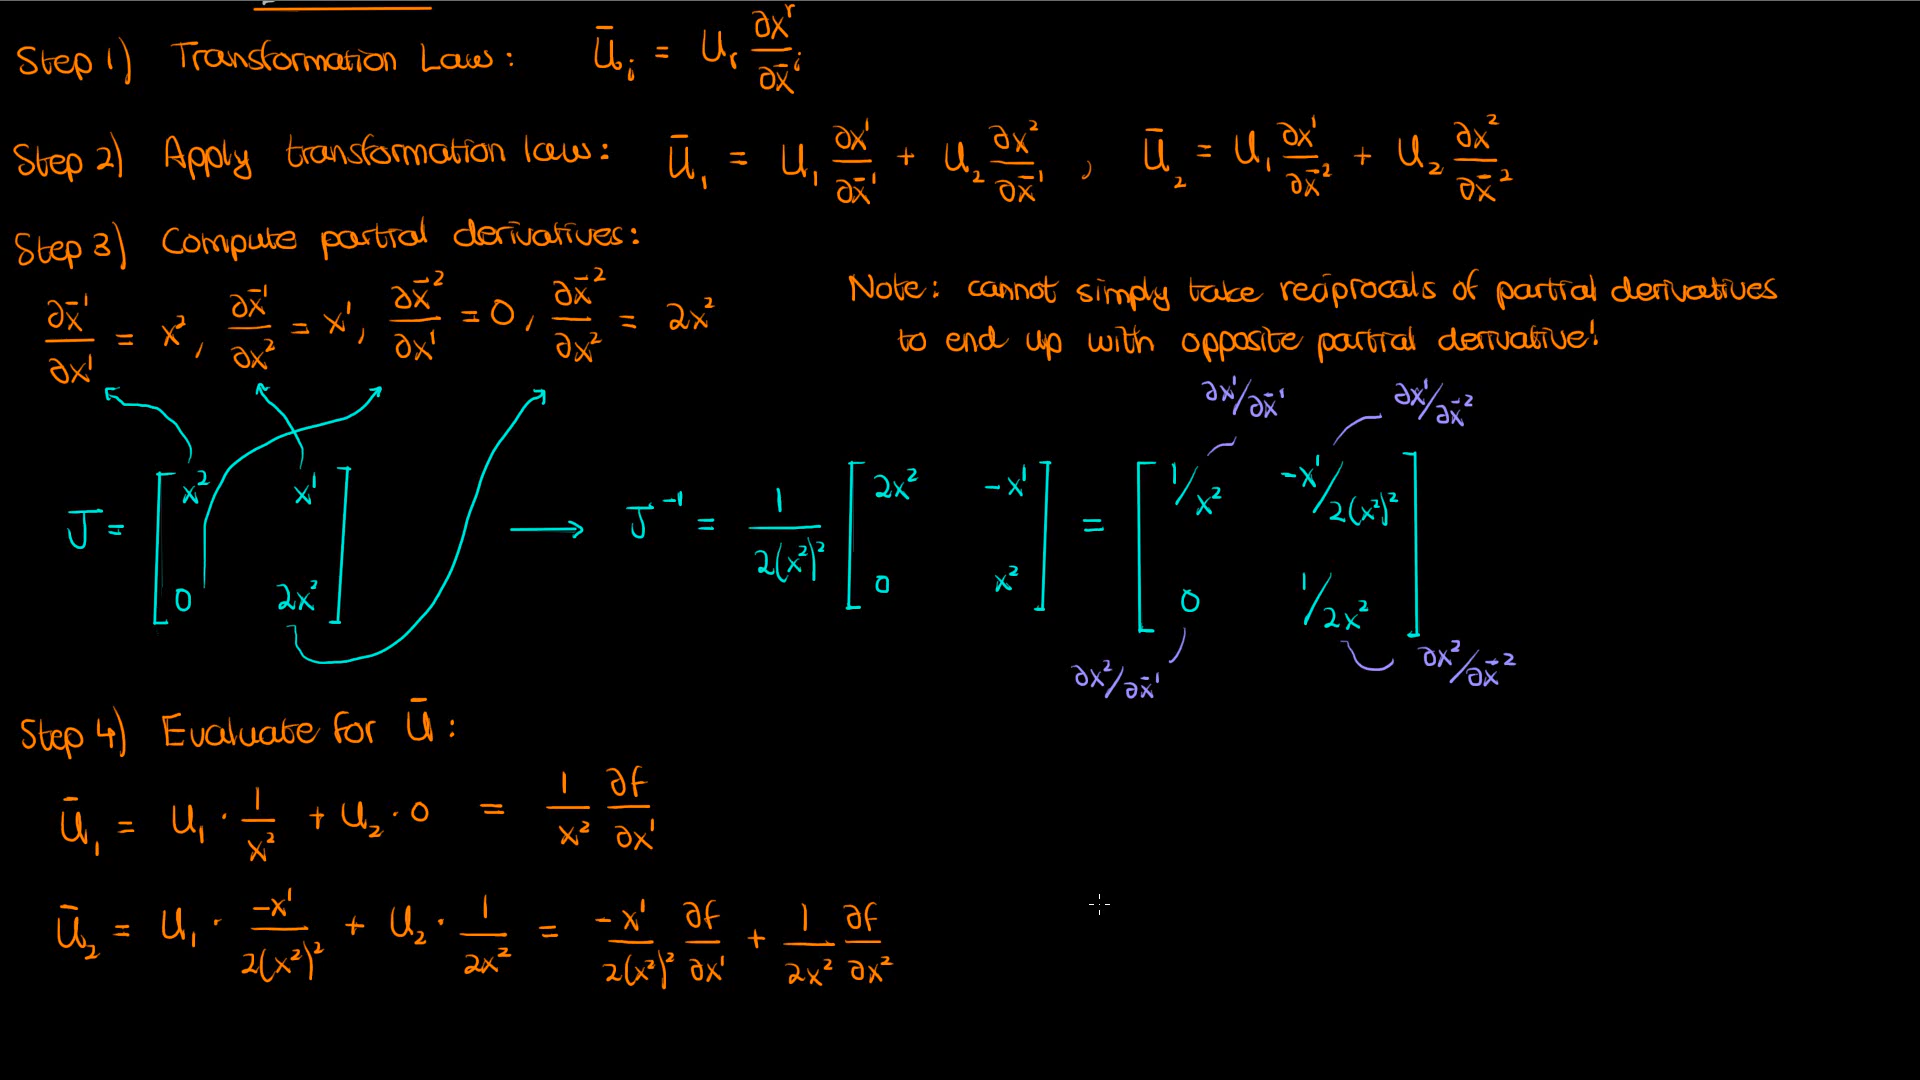 Step 1) Transformation Law: ū_i = u_r ∂x^r/∂x̄^i
Step 2) Apply transformation law: ū_1 = u_1 ∂x^1/∂x̄^1 + u_2 ∂x^2/∂x̄^1 , ū_2 = u_1 ∂x^1/∂x̄^2 + u_2 ∂x^2/∂x̄^2
Step 3) Compute partial derivatives:
∂x̄^1/∂x^1 = x^2, ∂x̄^1/∂x^2 = x^1, ∂x̄^2/∂x^1 = 0, ∂x̄^2/∂x^2 = 2x^2
Note: cannot simply take reciprocals of partial derivatives
to end up with opposite partial derivative!
∂x^1/∂x̄^1 ∂x^1/∂x̄^2
J = [x^2 x^1; 0 2x^2] → J^-1 = 1/2(x^2)^2 [2x^2 -x^1; 0 x^2] = [1/x^2 -x^1/2(x^2)^2; 0 1/2x^2]
∂x^2/∂x̄^1 ∂x^2/∂x̄^2
Step 4) Evaluate for ū:
ū_1 = u_1 · 1/x^2 + u_2 · 0 = 1/x^2 ∂f/∂x^1
ū_2 = u_1 · -x^1/2(x^2)^2 + u_2 · 1/2x^2 = -x^1/2(x^2)^2 ∂f/∂x^1 + 1/2x^2 ∂f/∂x^2